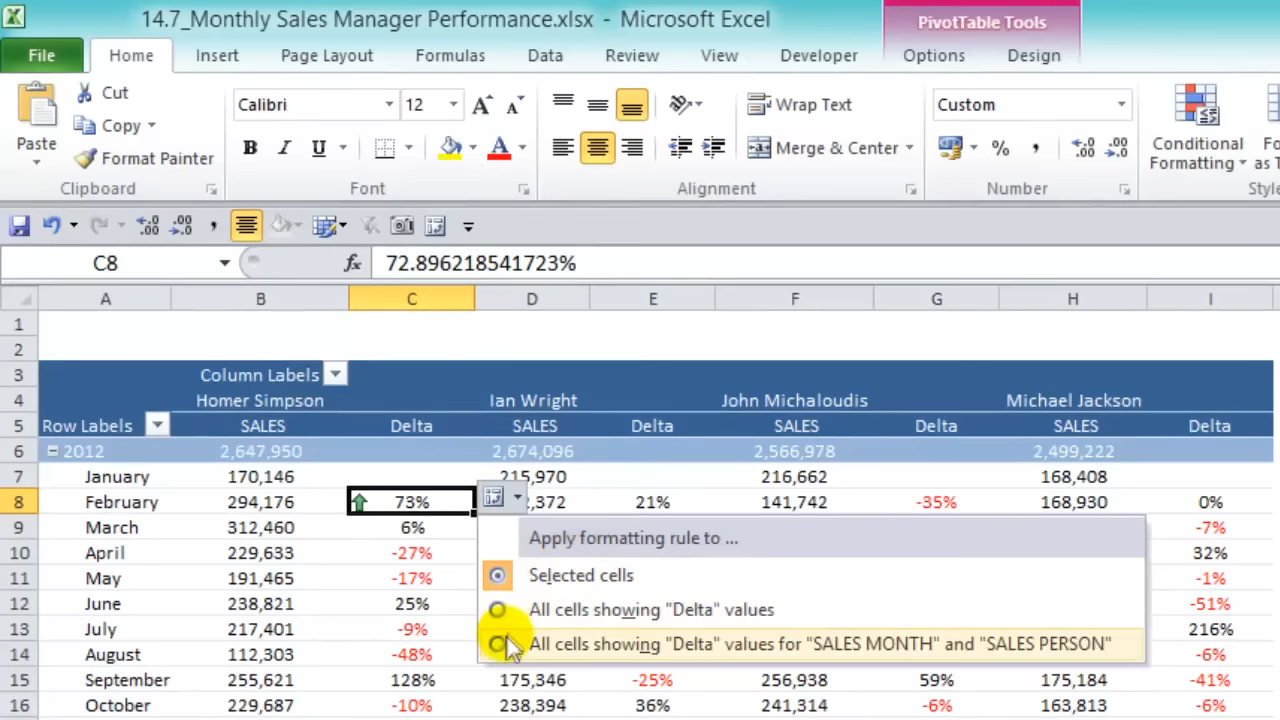 14.7_Monthly Sales Manager Performance.xlsx - Microsoft Excel
PivotTable Tools
File Home Insert Page Layout Formulas Data Review View Developer Options Design
Paste
Cut
Copy
Format Painter
Clipboard
Calibri 12 A A
B I U A
Font
Wrap Text
Merge & Center
Alignment
Custom
% , .00 .0
Number
Conditional
Formatting
as T
C8 fx 72.896218541723%
A B C D E F G H I
1
2
3 Column Labels
4 Homer Simpson Ian Wright John Michaloudis Michael Jackson
5 Row Labels SALES Delta SALES Delta SALES Delta SALES Delta
6 2012 2,647,950 2,674,096 2,566,978 2,499,222
7 January 170,146 215,970 216,662 168,408
8 February 294,176 73% 2,372 21% 141,742 -35% 168,930 0%
9 March 312,460 6% -7%
10 April 229,633 -27% 32%
11 May 191,465 -17% -1%
12 June 238,821 25% -51%
13 July 217,401 -9% 216%
14 August 112,303 -48% -6%
15 September 255,621 128% 175,346 -25% 256,938 59% 175,184 -41%
16 October 229,687 -10% 238,394 36% 241,314 -6% 163,813 -6%
Apply formatting rule to ...
Selected cells
All cells showing "Delta" values
All cells showing "Delta" values for "SALES MONTH" and "SALES PERSON"